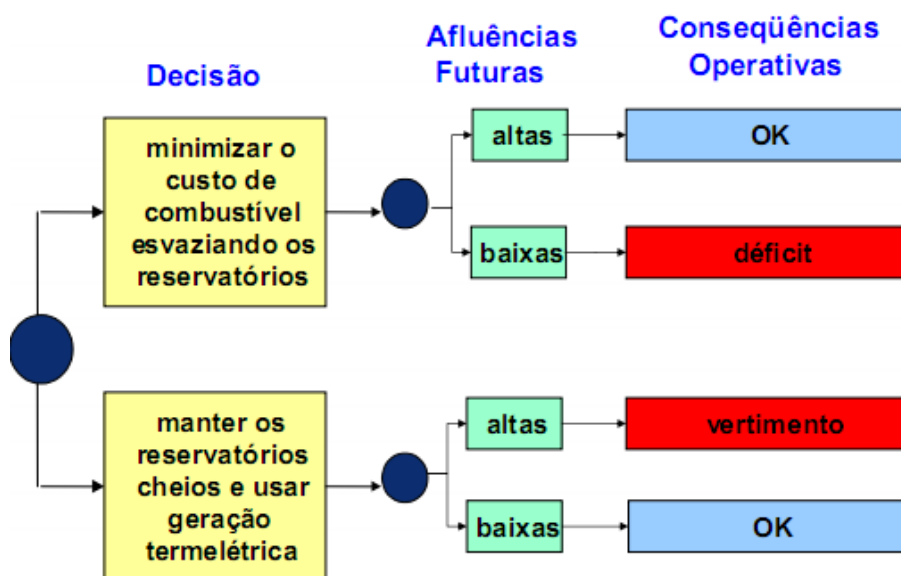 Decisão
Afluências
Futuras
Conseqüências
Operativas
minimizar o
custo de
combustível
esvaziando os
reservatórios
altas
OK
baixas
déficit
manter os
reservatórios
cheios e usar
geração
termelétrica
altas
vertimento
baixas
OK